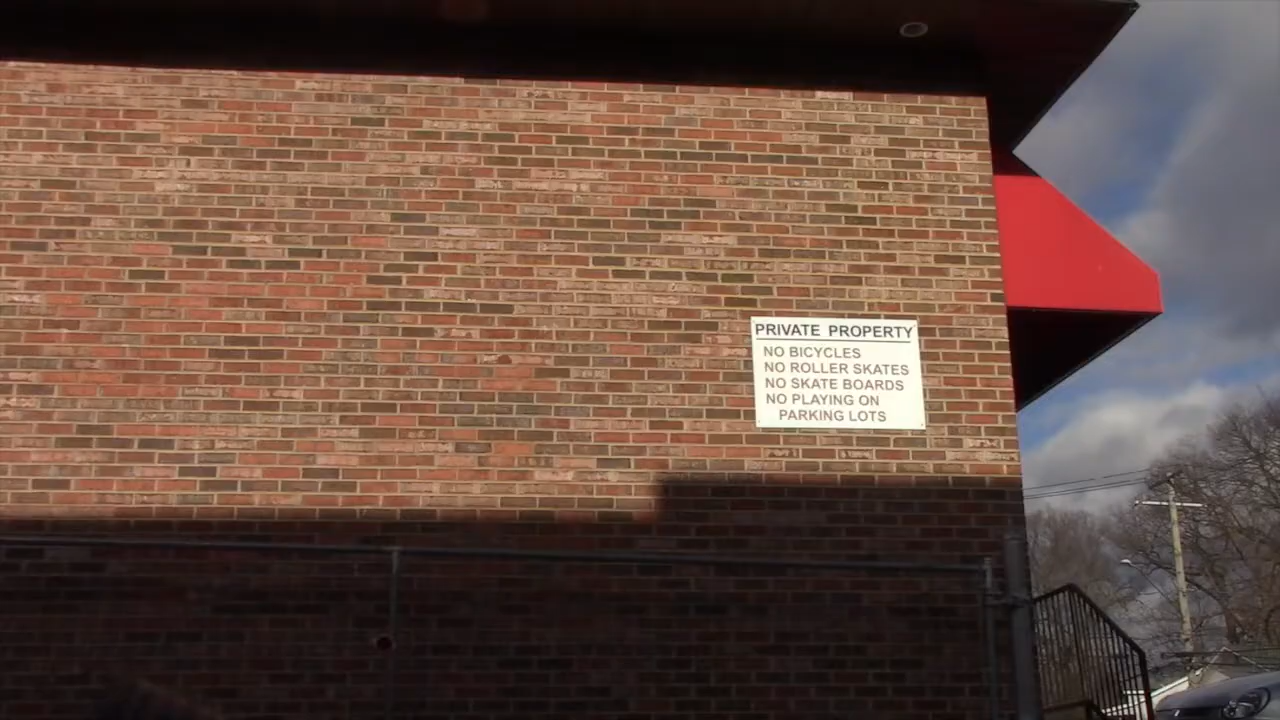 PRIVATE PROPERTY
NO BICYCLES
NO ROLLER SKATES
NO SKATE BOARDS
NO PLAYING ON
PARKING LOTS